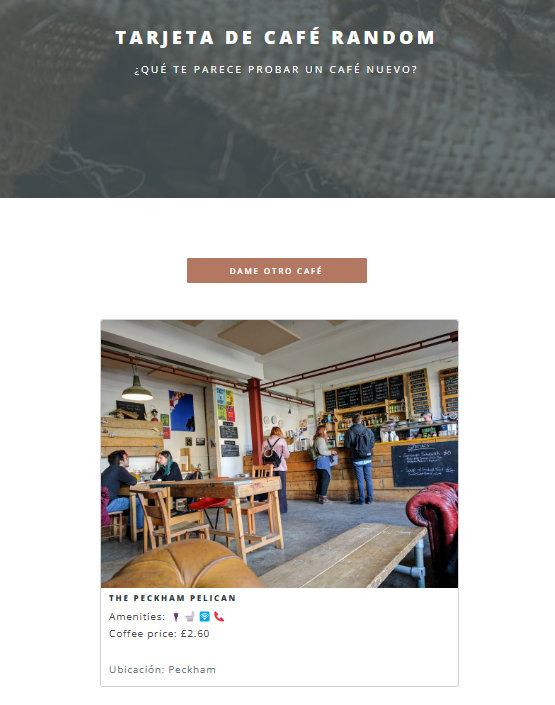 TARJETA DE CAFÉ RANDOM
¿QUÉ TE PARECE PROBAR UN CAFÉ NUEVO?
DAME OTRO CAFÉ
THE PECKHAM PELICAN
Amenities:
Coffee price: £2.60
Ubicación: Peckham